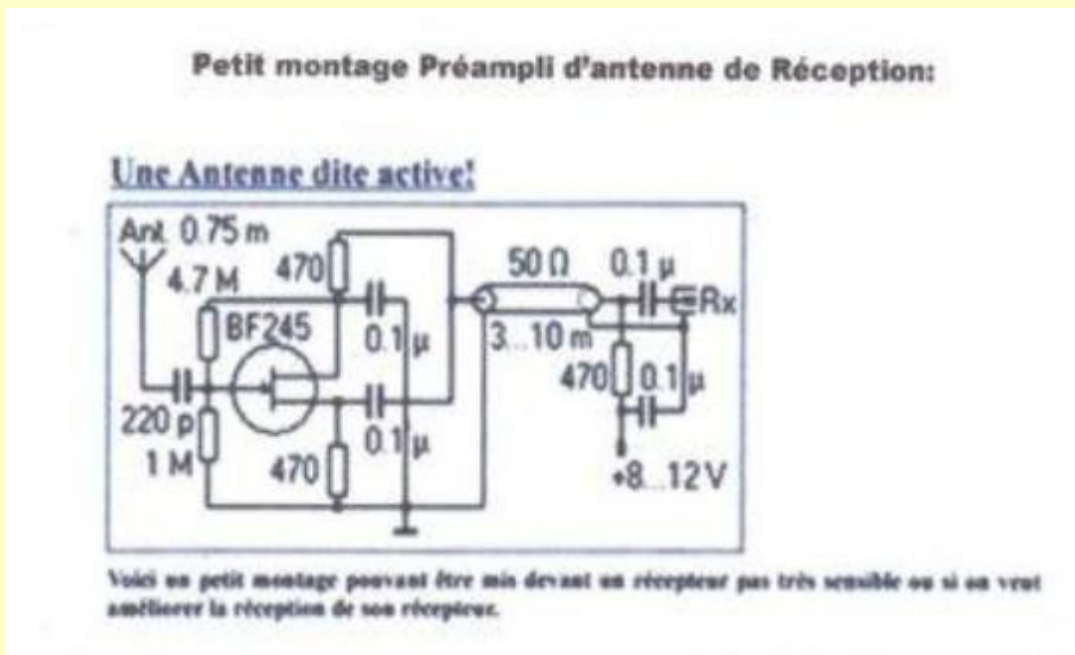 Petit montage Préampli d'antenne de Réception:
Une Antenne dite active!
Ant. 0.75 m
4.7 M
470
50 Ω
0.1 µ
Rx
BF245
0.1 µ
3...10 m
470
0.1 µ
220 p
0.1 µ
1 M
470
+8...12 V
Voici un petit montage pouvant être mis devant un récepteur pas très sensible ou si on veut
améliorer la réception de son récepteur.